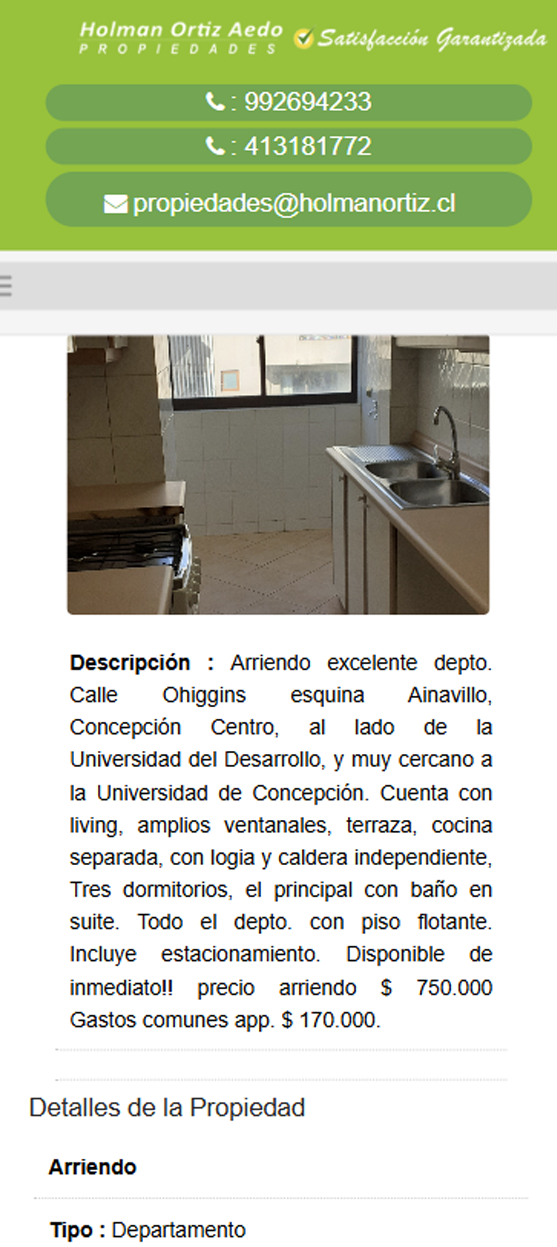 Holman Ortiz Aedo
PROPIEDADES
Satisfacción Garantizada
: 992694233
: 413181772
propiedades@holmanortiz.cl
Descripción : Arriendo excelente depto.
Calle Ohiggins esquina Ainavillo,
Concepción Centro, al lado de la
Universidad del Desarrollo, y muy cercano a
la Universidad de Concepción. Cuenta con
living, amplios ventanales, terraza, cocina
separada, con logia y caldera independiente,
Tres dormitorios, el principal con baño en
suite. Todo el depto. con piso flotante.
Incluye estacionamiento. Disponible de
inmediato!! precio arriendo $ 750.000
Gastos comunes app. $ 170.000.
Detalles de la Propiedad
Arriendo
Tipo : Departamento